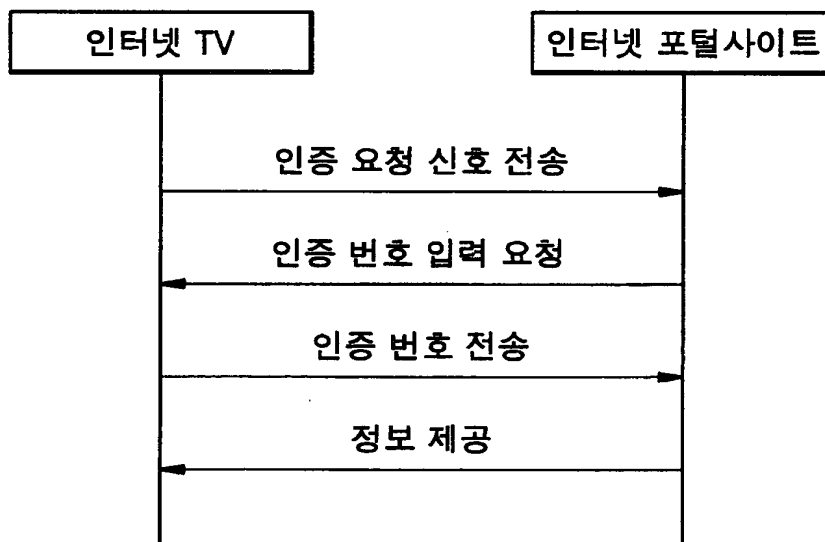 인터넷 TV
인터넷 포털사이트
인증 요청 신호 전송
인증 번호 입력 요청
인증 번호 전송
정보 제공